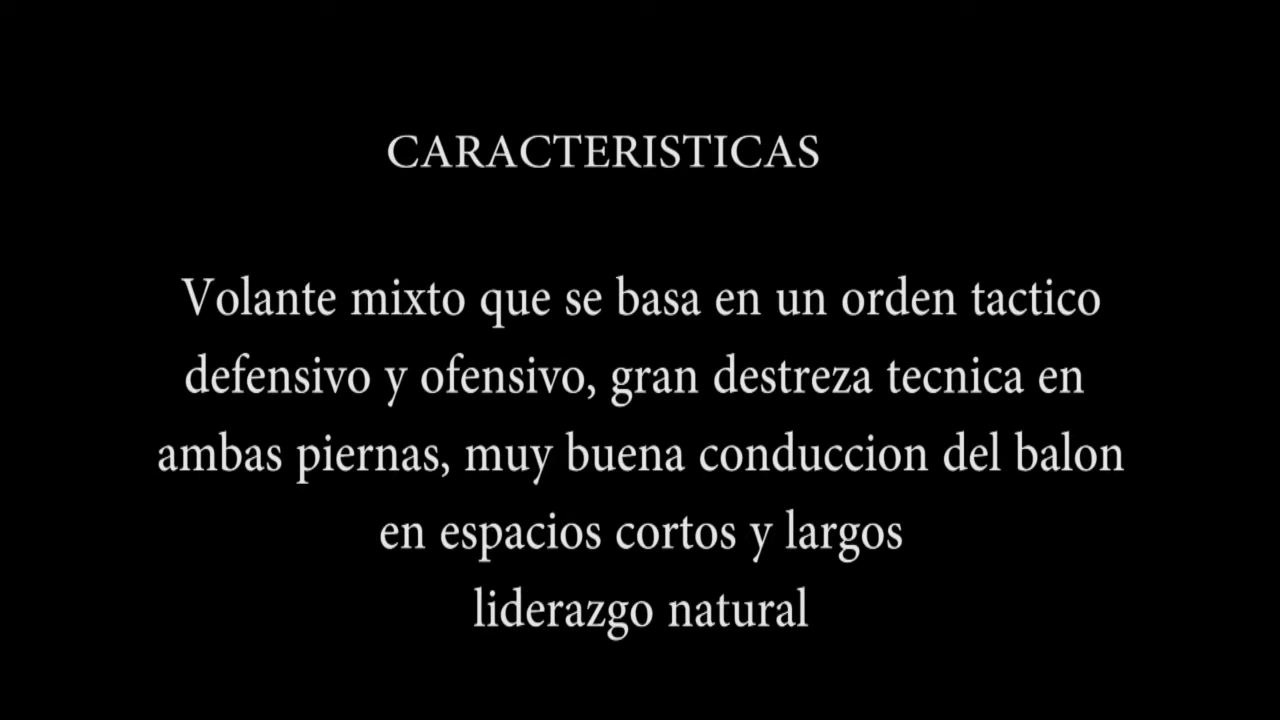 CARACTERISTICAS
Volante mixto que se basa en un orden tactico
defensivo y ofensivo, gran destreza tecnica en
ambas piernas, muy buena conduccion del balon
en espacios cortos y largos
liderazgo natural